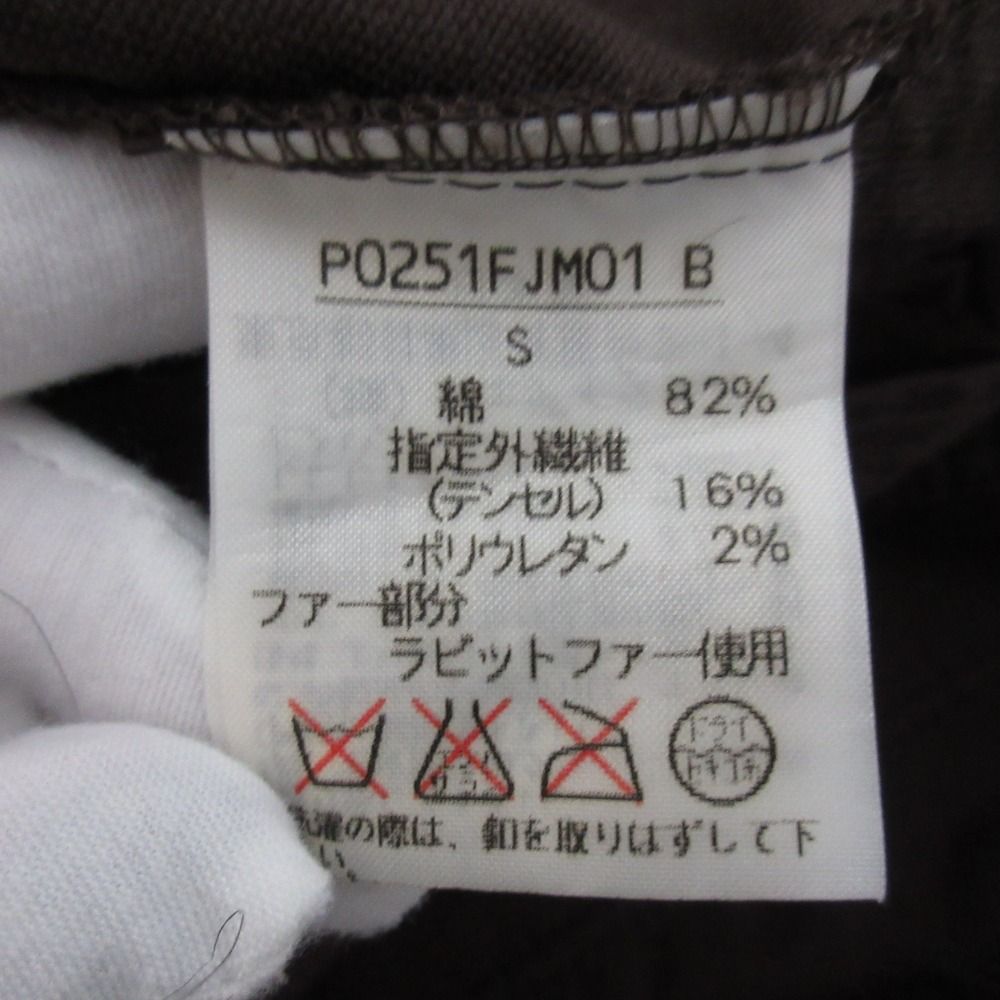 P0251FJM01 B
S
綿 82%
指定外繊維
(テンセル) 16%
ポリウレタン 2%
ファー部分
ラビットファー使用
ドライ
濯の際は、釦を取りはずして下
い。